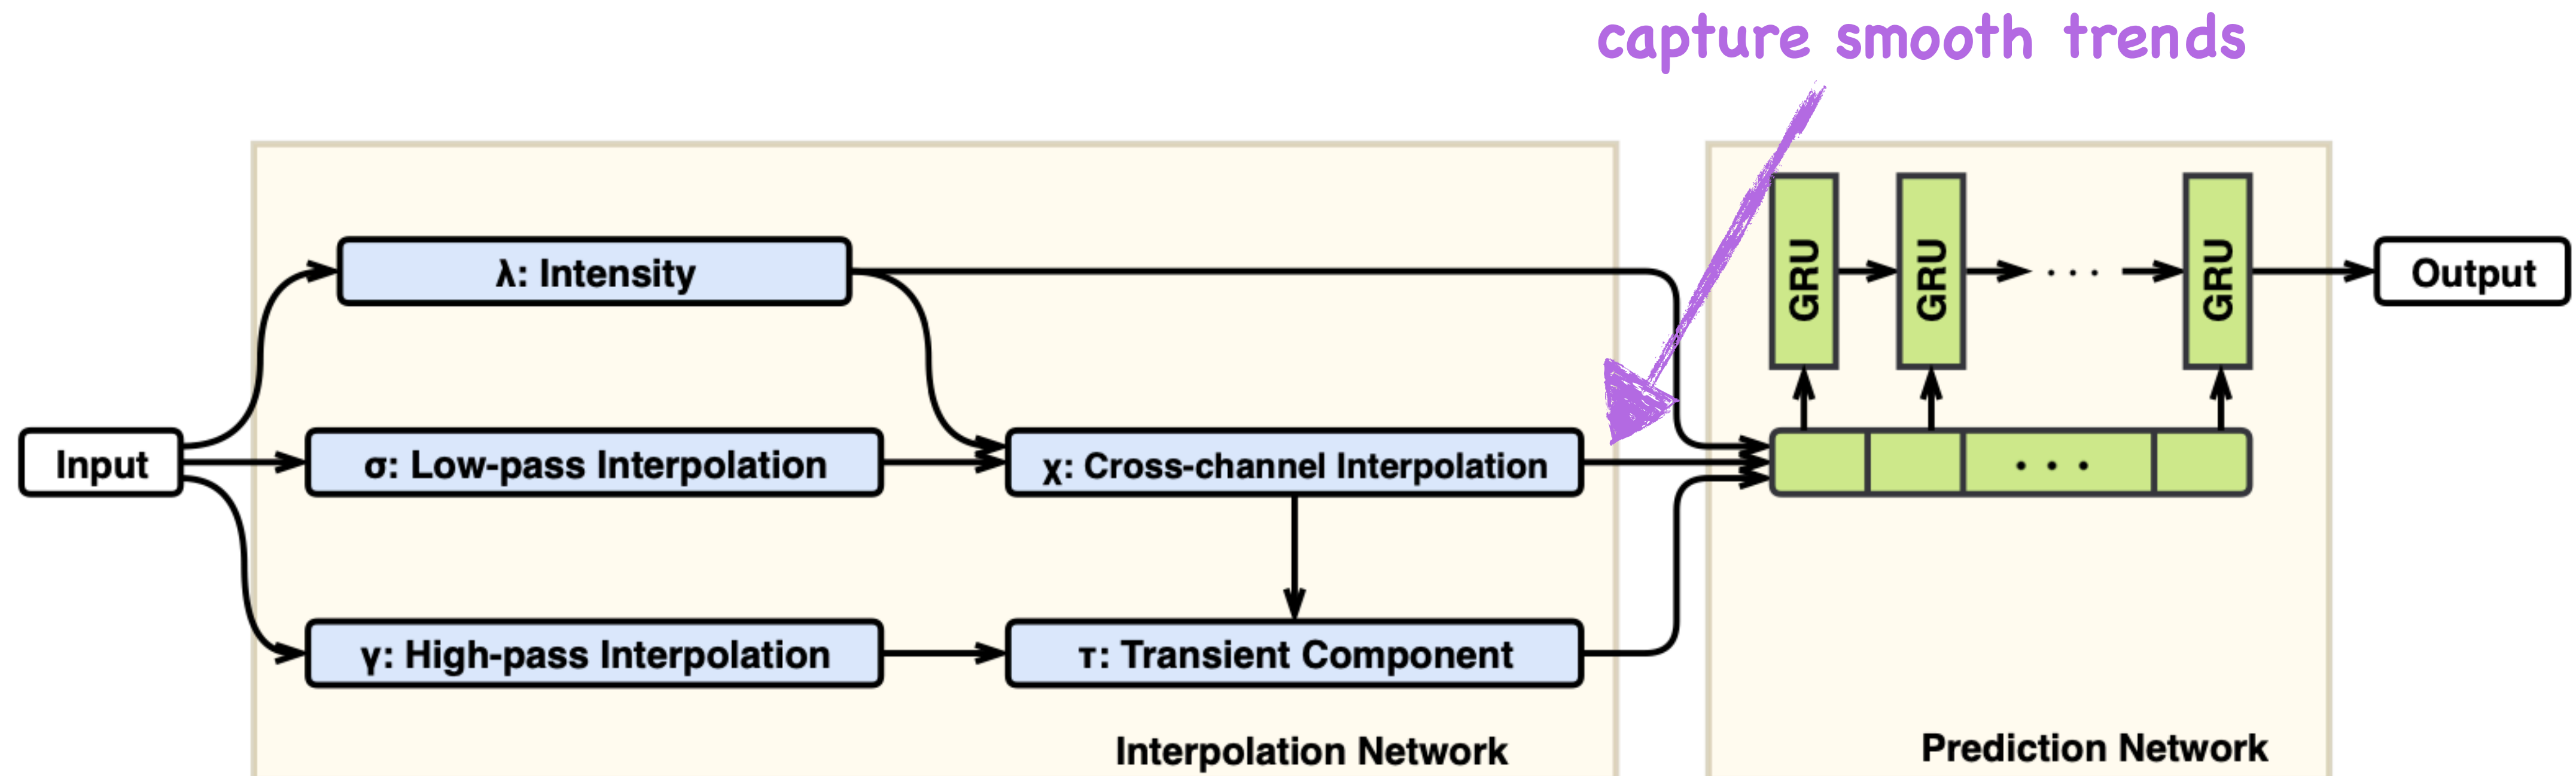 capture smooth trends
λ: Intensity
GRU
GRU
. . .
GRU
Output
Input
σ: Low-pass Interpolation
χ: Cross-channel Interpolation
• • •
γ: High-pass Interpolation
τ: Transient Component
Interpolation Network
Prediction Network